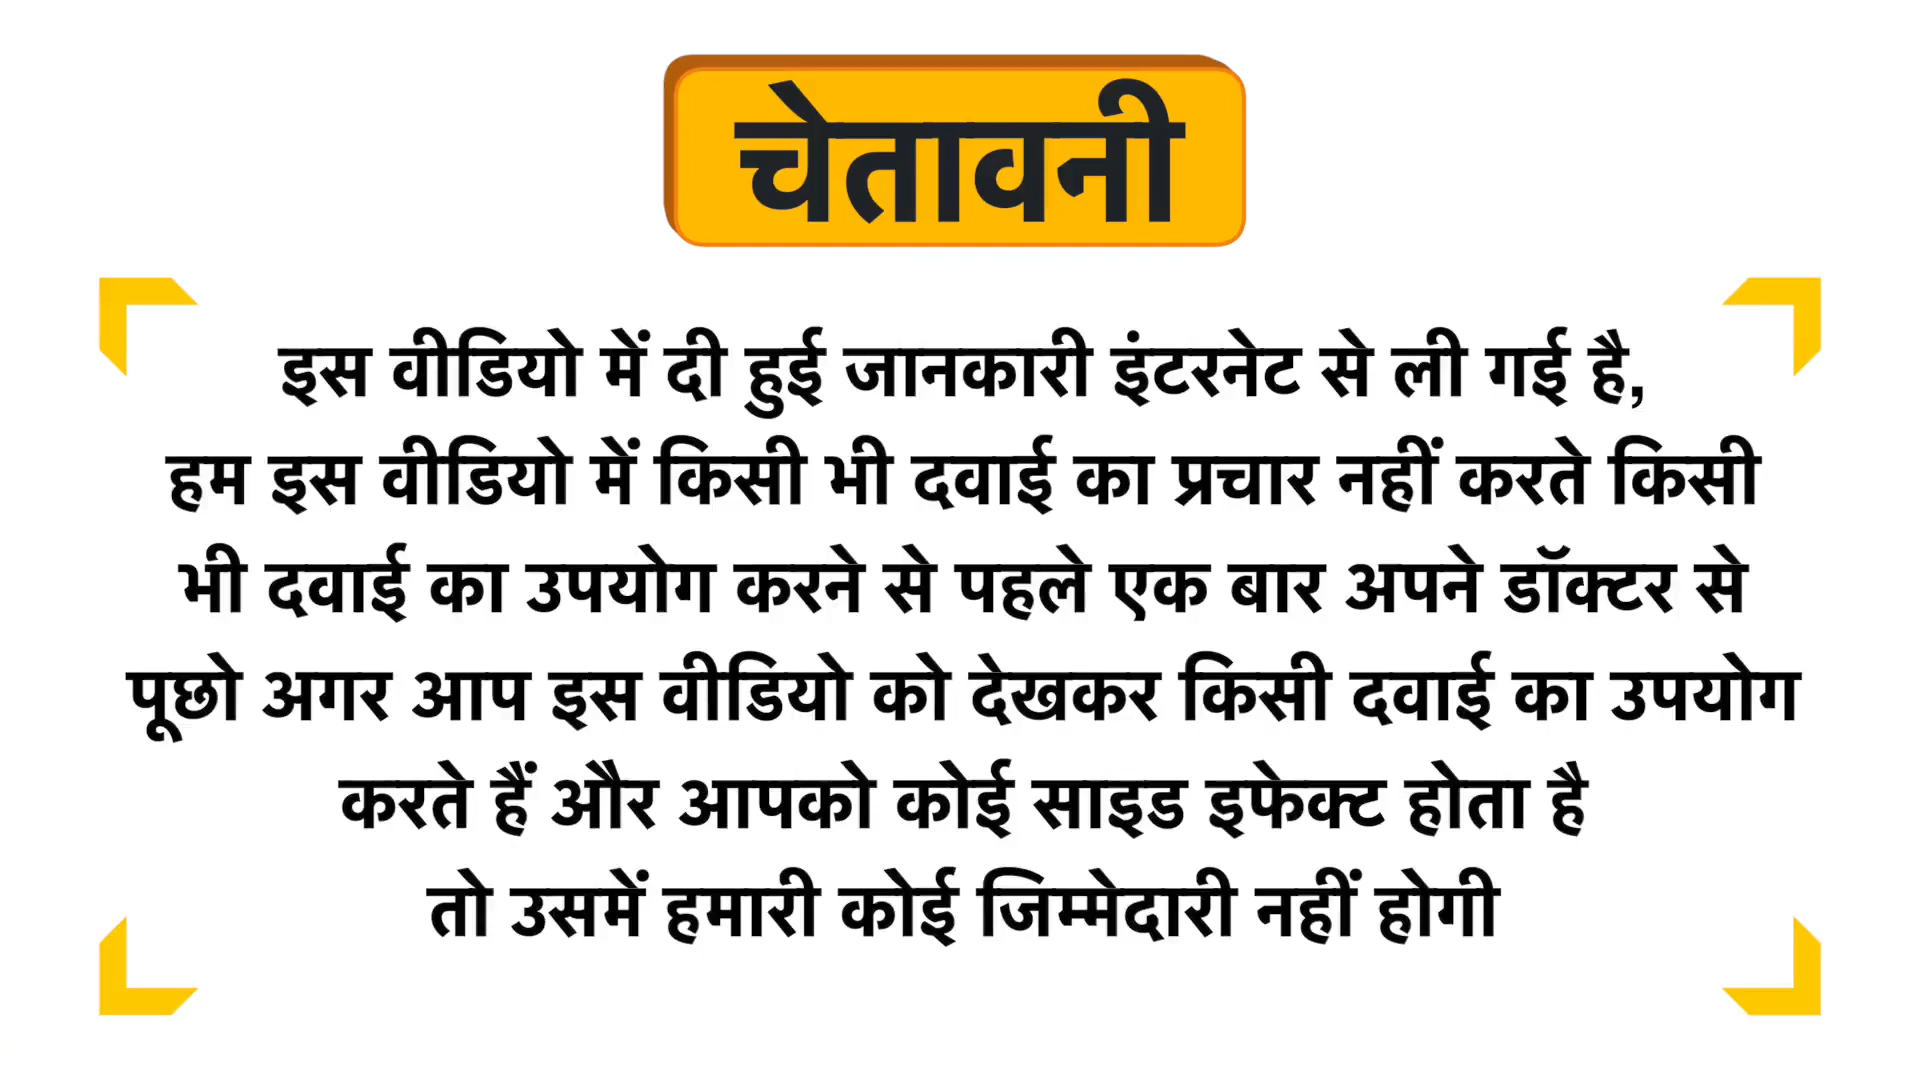 चेतावनी
इस वीडियो में दी हुई जानकारी इंटरनेट से ली गई है,
हम इस वीडियो में किसी भी दवाई का प्रचार नहीं करते किसी
भी दवाई का उपयोग करने से पहले एक बार अपने डॉक्टर से
पूछो अगर आप इस वीडियो को देखकर किसी दवाई का उपयोग
करते हैं और आपको कोई साइड इफेक्ट होता है
तो उसमें हमारी कोई जिम्मेदारी नहीं होगी